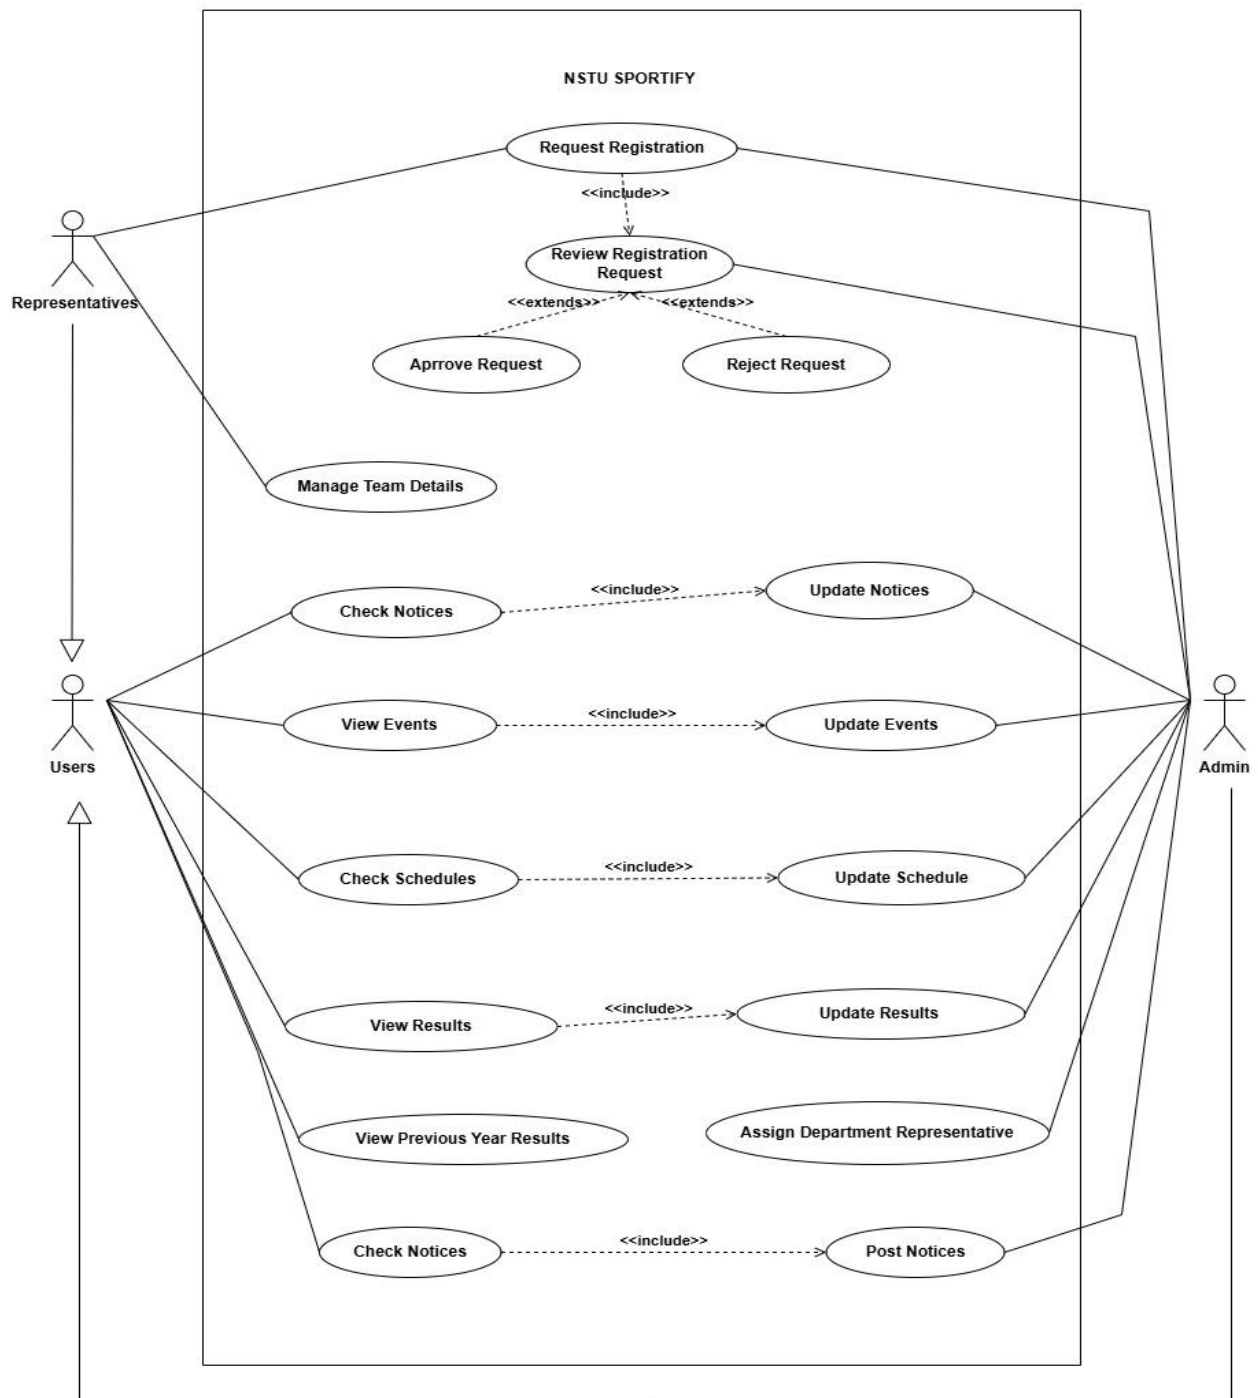 NSTU SPORTIFY
Request Registration
<<include>>
Review Registration
Request
<<extends>>
<<extends>>
Representatives
Aprrove Request
Reject Request
Manage Team Details
Check Notices
<<include>>
Update Notices
View Events
<<include>>
Update Events
Users
Admin
Check Schedules
<<include>>
Update Schedule
View Results
<<include>>
Update Results
View Previous Year Results
Assign Department Representative
Check Notices
<<include>>
Post Notices